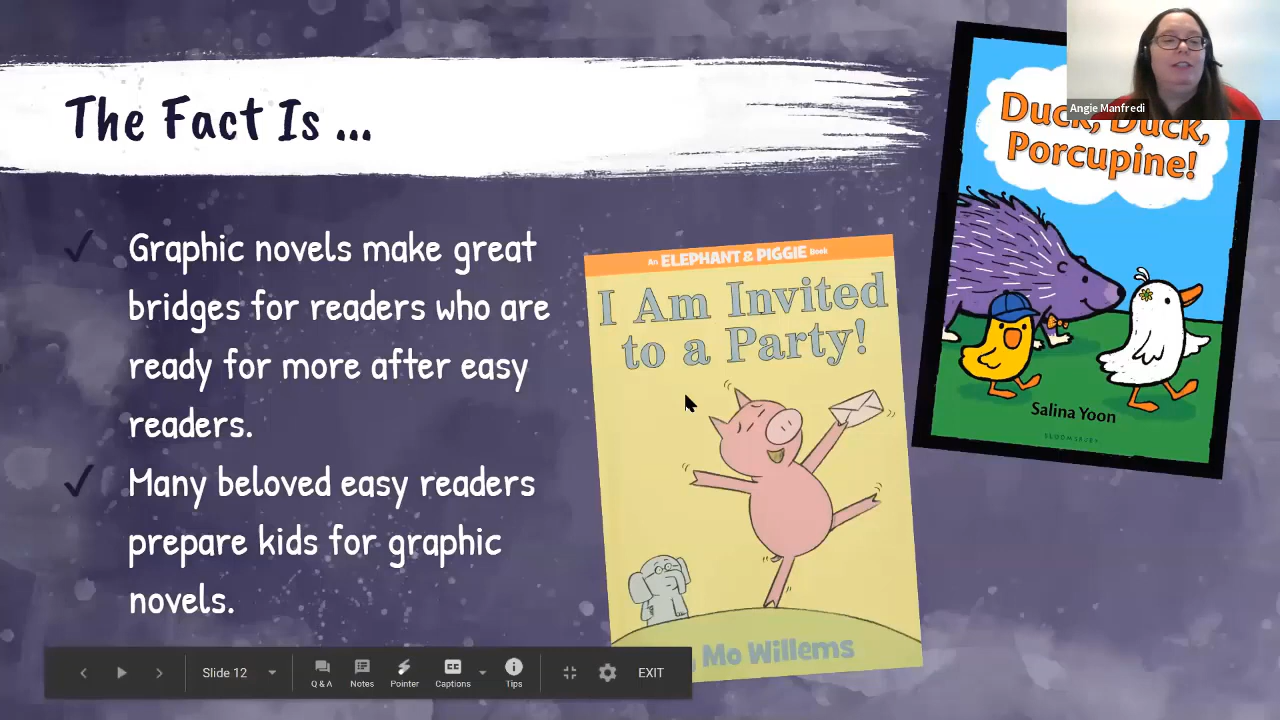 The Fact Is ...
Graphic novels make great
bridges for readers who are
ready for more after easy
readers.
Many beloved easy readers
prepare kids for graphic
novels.
An ELEPHANT & PIGGIE Book
I Am Invited
to a Party!
Mo Willems
Angie Manfredi
Duck, Duck,
Porcupine!
Salina Yoon
BLOOMSBURY
Slide 12
Q & A
Notes
Pointer
CC
Captions
Tips
EXIT